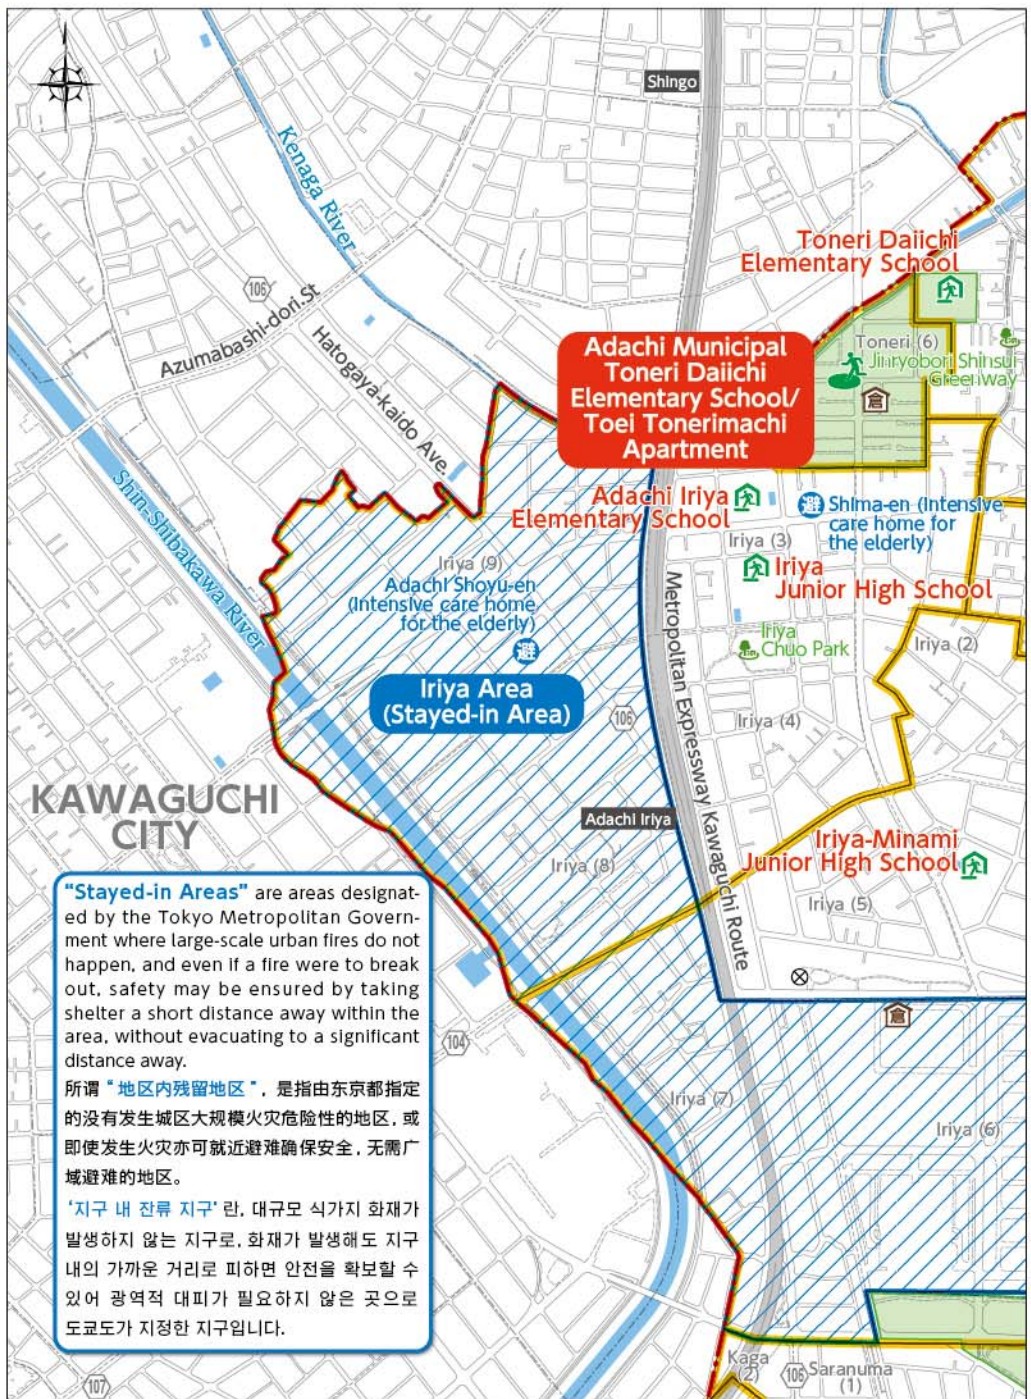 Shingo
Kenaga River
106
Azumabashi-dori.St
Hatogaya-kaido Ave.
Toneri Daiichi
Elementary School
Toneri (6)
Jinryobori Shinsui
Greenway
倉
Adachi Municipal
Toneri Daiichi
Elementary School/
Toei Tonerimachi
Apartment
Adachi Iriya
Elementary School
避 Shima-en (Intensive
care home for
the elderly)
Iriya (3)
Iriya
Junior High School
Iriya (9)
Adachi Shoyu-en
(Intensive care home
for the elderly)
避
Shin-Shibakawa River
Iriya
Chuo Park
Iriya (2)
Iriya Area
(Stayed-in Area)
106
Iriya (4)
Metropolitan Expressway Kawaguchi Route
KAWAGUCHI
CITY
Adachi Iriya
Iriya-Minami
Junior High School
Iriya (8)
Iriya (5)
"Stayed-in Areas" are areas designat-
ed by the Tokyo Metropolitan Govern-
ment where large-scale urban fires do not
happen, and even if a fire were to break
out, safety may be ensured by taking
shelter a short distance away within the
area, without evacuating to a significant
distance away.
所谓“地区内残留地区”，是指由东京都指定
的没有发生城区大规模火灾危险性的地区，或
即使发生火灾亦可就近避难确保安全，无需广
域避难的地区。
‘지구 내 잔류 지구’란, 대규모 식가지 화재가
발생하지 않는 지구로, 화재가 발생해도 지구
내의 가까운 거리로 피하면 안전을 확보할 수
있어 광역적 대피가 필요하지 않은 곳으로
도쿄도가 지정한 지구입니다.
104
倉
Iriya (7)
Iriya (6)
Kaga
(2)
106
Saranuma
(1)
107